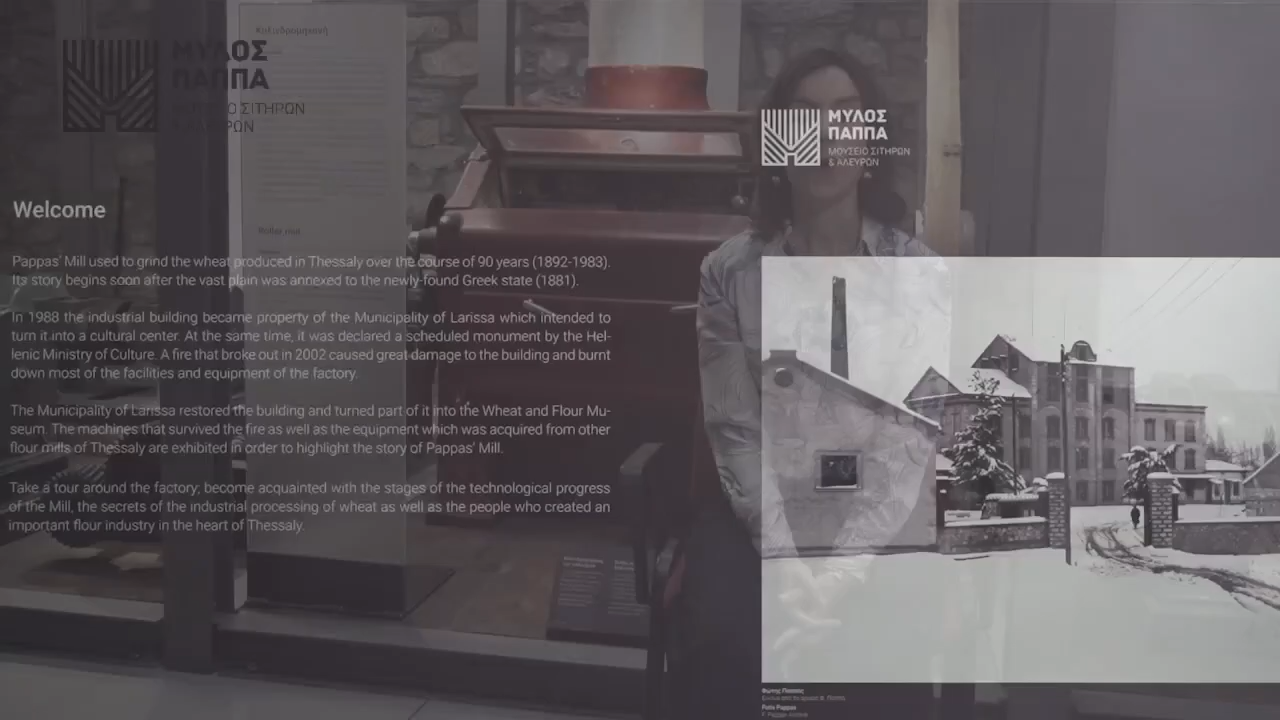 Κυλινδρομηχανή
ΜΥΛΟΣ
ΠΑΠΠΑ
ΣΙΤΗΡΩΝ
ΑΛΕΥΡΩΝ
ΜΥΛΟΣ
ΠΑΠΠΑ
ΜΟΥΣΕΙΟ ΣΙΤΗΡΩΝ
& ΑΛΕΥΡΩΝ
Welcome
Roller mill
Pappas' Mill used to grind the wheat produced in Thessaly over the course of 90 years (1892-1983).
Its story begins soon after the vast plain was annexed to the newly-found Greek state (1881).
In 1988 the industrial building became property of the Municipality of Larissa which intended to
turn it into a cultural center. At the same time, it was declared a scheduled monument by the Hel-
lenic Ministry of Culture. A fire that broke out in 2002 caused great damage to the building and burnt
down most of the facilities and equipment of the factory.
The Municipality of Larissa restored the building and turned part of it into the Wheat and Flour Mu-
seum. The machines that survived the fire as well as the equipment which was acquired from other
flour mills of Thessaly are exhibited in order to highlight the story of Pappas' Mill.
Take a tour around the factory; become acquainted with the stages of the technological progress
of the Mill, the secrets of the industrial processing of wheat as well as the people who created an
important flour industry in the heart of Thessaly.
Φώτης Παππάς
Fotis Pappas